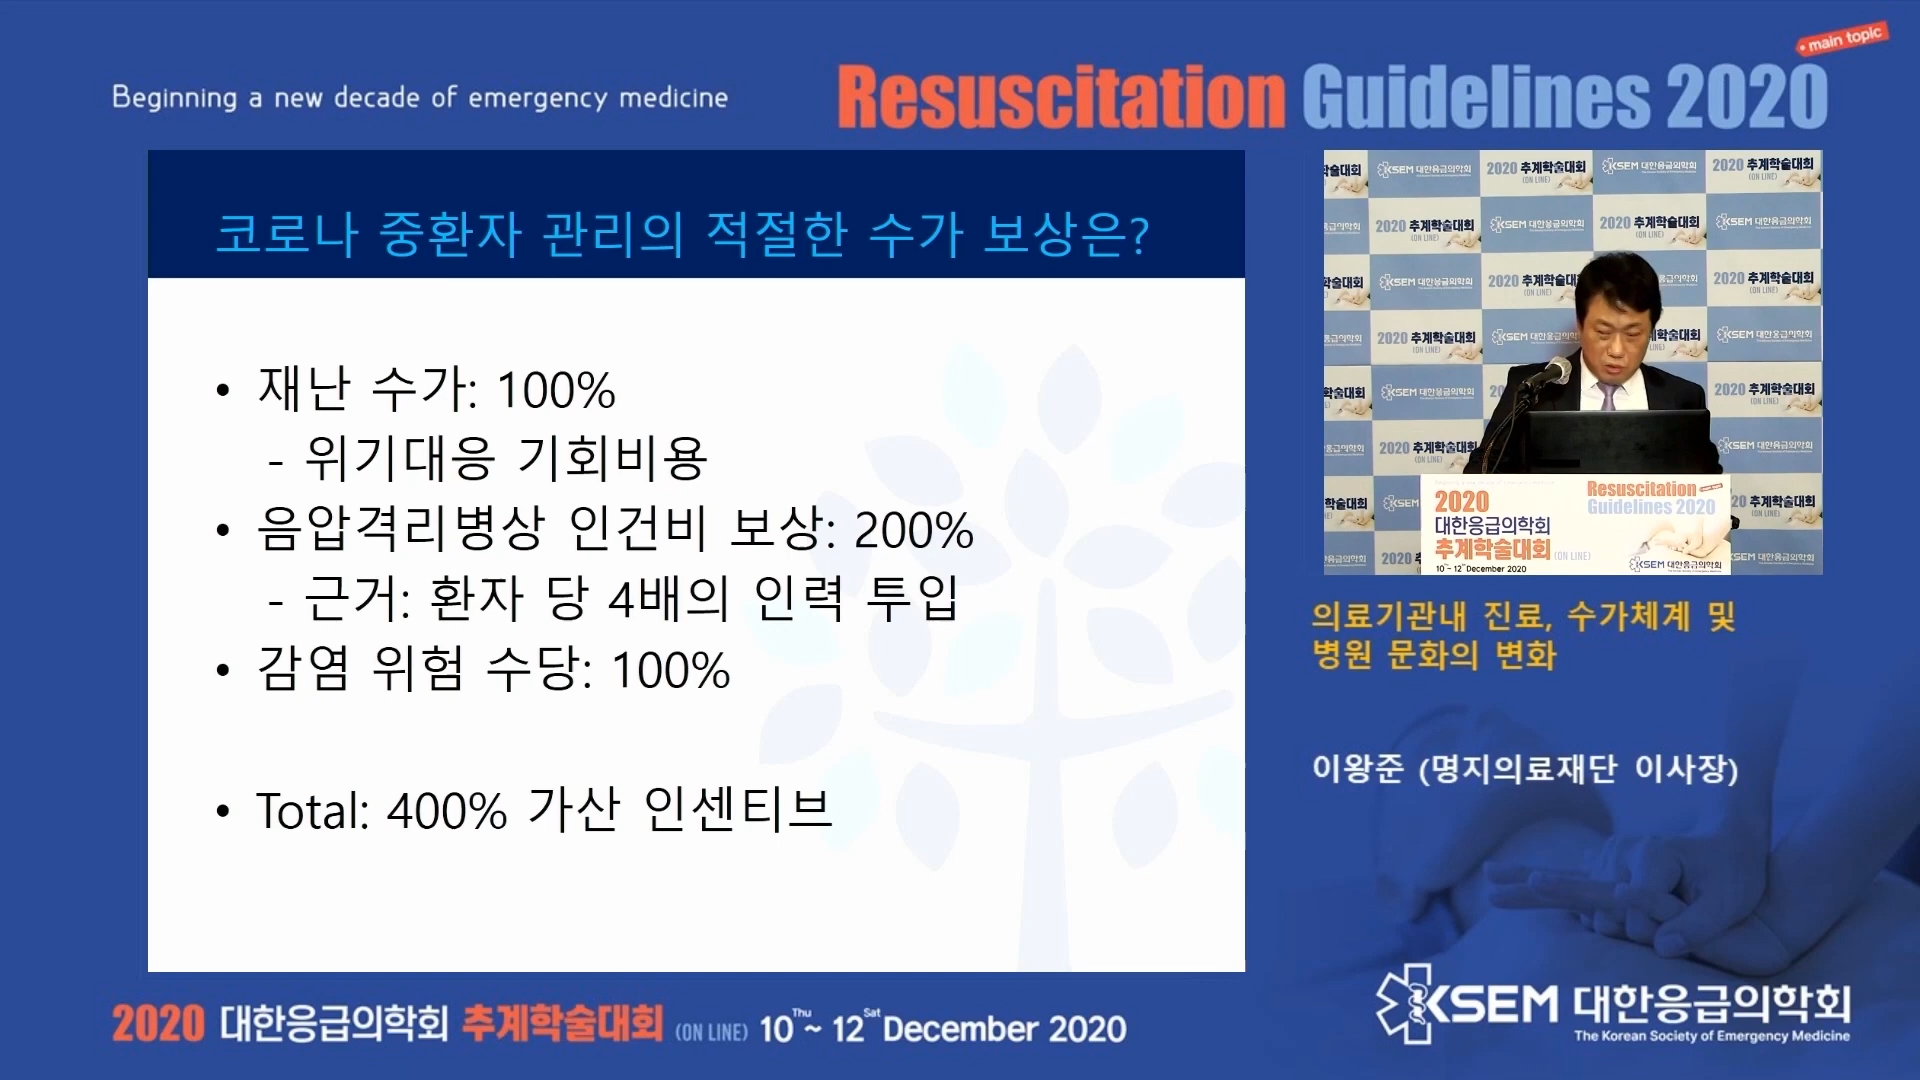 Beginning a new decade of emergency medicine
main topic
Resuscitation Guidelines 2020
코로나 중환자 관리의 적절한 수가 보상은?
• 재난 수가: 100%
- 위기대응 기회비용
• 음압격리병상 인건비 보상: 200%
- 근거: 환자 당 4배의 인력 투입
• 감염 위험 수당: 100%
• Total: 400% 가산 인센티브
KSEM 대한응급의학회
2020 추계학술대회
(ON LINE)
2020
대한응급의학회
추계학술대회 (ON LINE)
10~12 December 2020
Resuscitation
Guidelines 2020
KSEM 대한응급의학회
의료기관내 진료, 수가체계 및
병원 문화의 변화
이왕준 (명지의료재단 이사장)
2020 대한응급의학회 추계학술대회 (ON LINE) 10 Thu ~ 12 Sat December 2020
KSEM 대한응급의학회
The Korean Society of Emergency Medicine